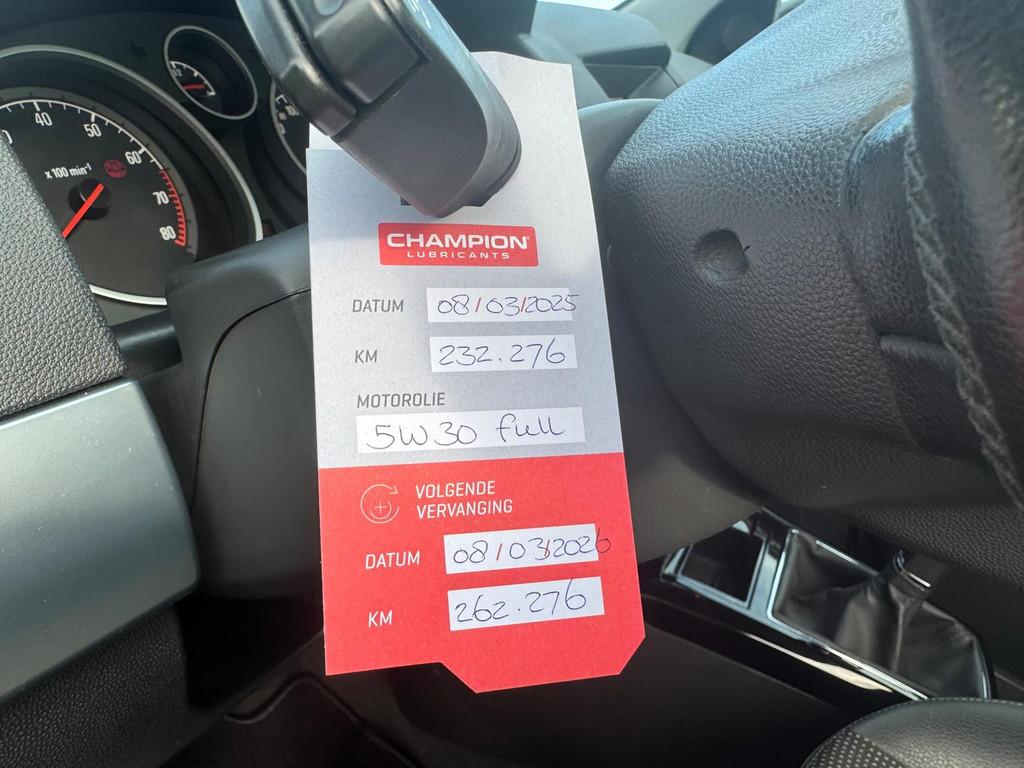 40
50
60
x 100 min⁻¹
70
80
CHAMPION®
LUBRICANTS
DATUM 08/03/2025
KM 232.276
MOTOROLIE
5W30 full
VOLGENDE
VERVANGING
DATUM 08/03/2026
KM 262.276